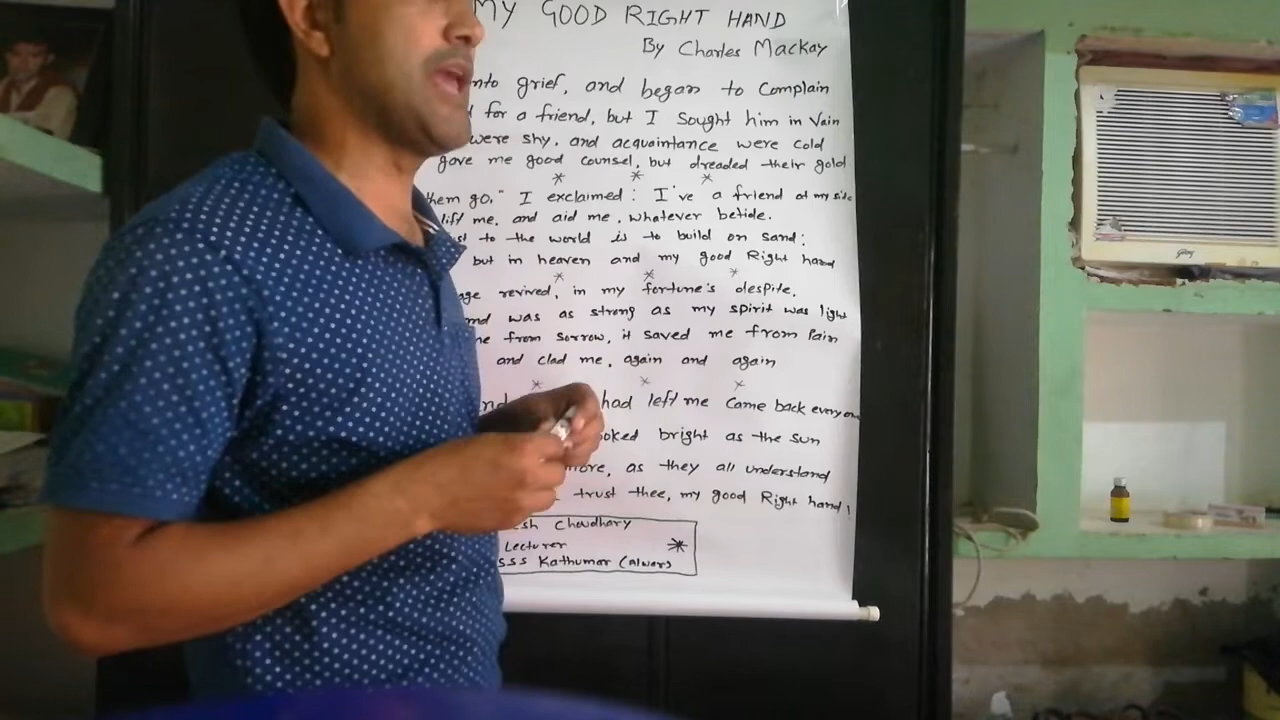 MY GOOD RIGHT HAND
By Charles Mackay
into grief, and began to Complain
for a friend, but I Sought him in Vain
were shy, and acquaintance were cold
gave me good counsel, but dreaded their gold
* * *
them go," I exclaimed: I've a friend at my side
lift me, and aid me, whatever betide.
to the world is to build on sand:
but in heaven and my good Right hand
* * *
revived, in my fortune's despite,
was as strong as my spirit was light
from sorrow, it saved me from Pain
and clad me, again and again
* * *
had left me Came back every one
bright as the sun
more, as they all understand
trust thee, my good Right hand!
Choudhary
Lecturer
*
SSS Kathumar (Alwar)